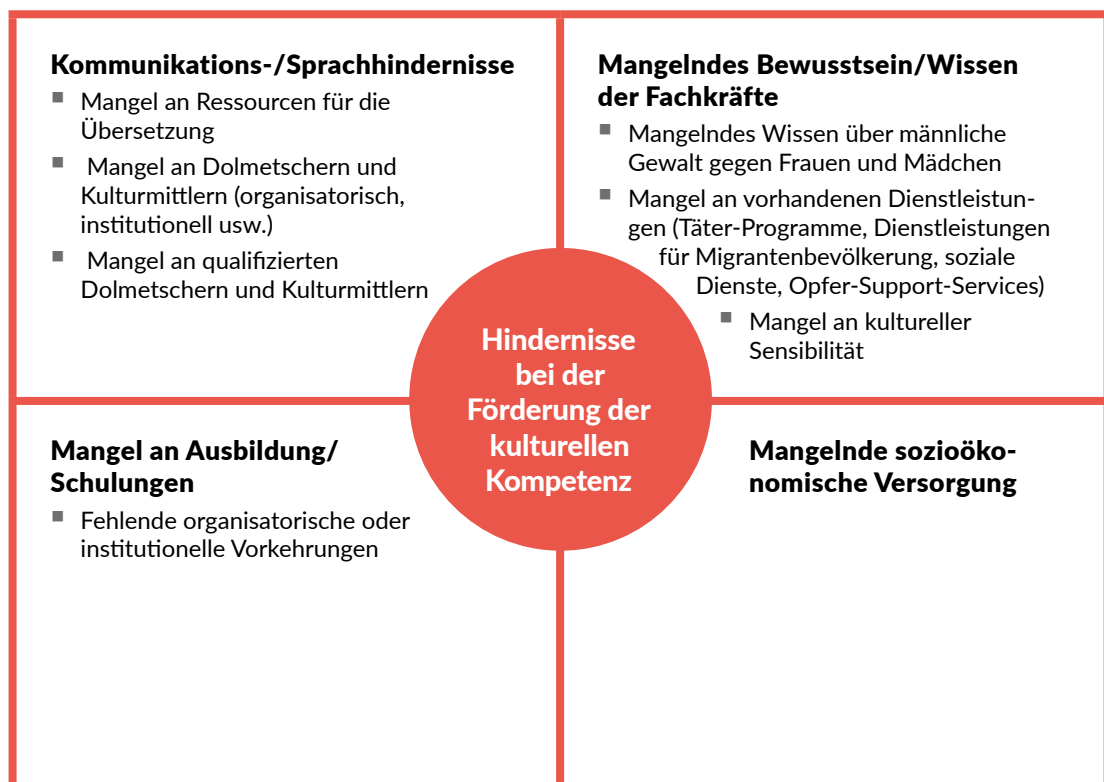 Kommunikations-/Sprachhindernisse
■ Mangel an Ressourcen für die
Übersetzung
■ Mangel an Dolmetschern und
Kulturmittlern (organisatorisch,
institutionell usw.)
■ Mangel an qualifizierten
Dolmetschern und Kulturmittlern
Mangelndes Bewusstsein/Wissen
der Fachkräfte
■ Mangelndes Wissen über männliche
Gewalt gegen Frauen und Mädchen
■ Mangel an vorhandenen Dienstleistun-
gen (Täter-Programme, Dienstleistungen
für Migrantenbevölkerung, soziale
Dienste, Opfer-Support-Services)
■ Mangel an kultureller
Sensibilität
Hindernisse
bei der
Förderung der
kulturellen
Kompetenz
Mangel an Ausbildung/
Schulungen
■ Fehlende organisatorische oder
institutionelle Vorkehrungen
Mangelnde sozioöko-
nomische Versorgung